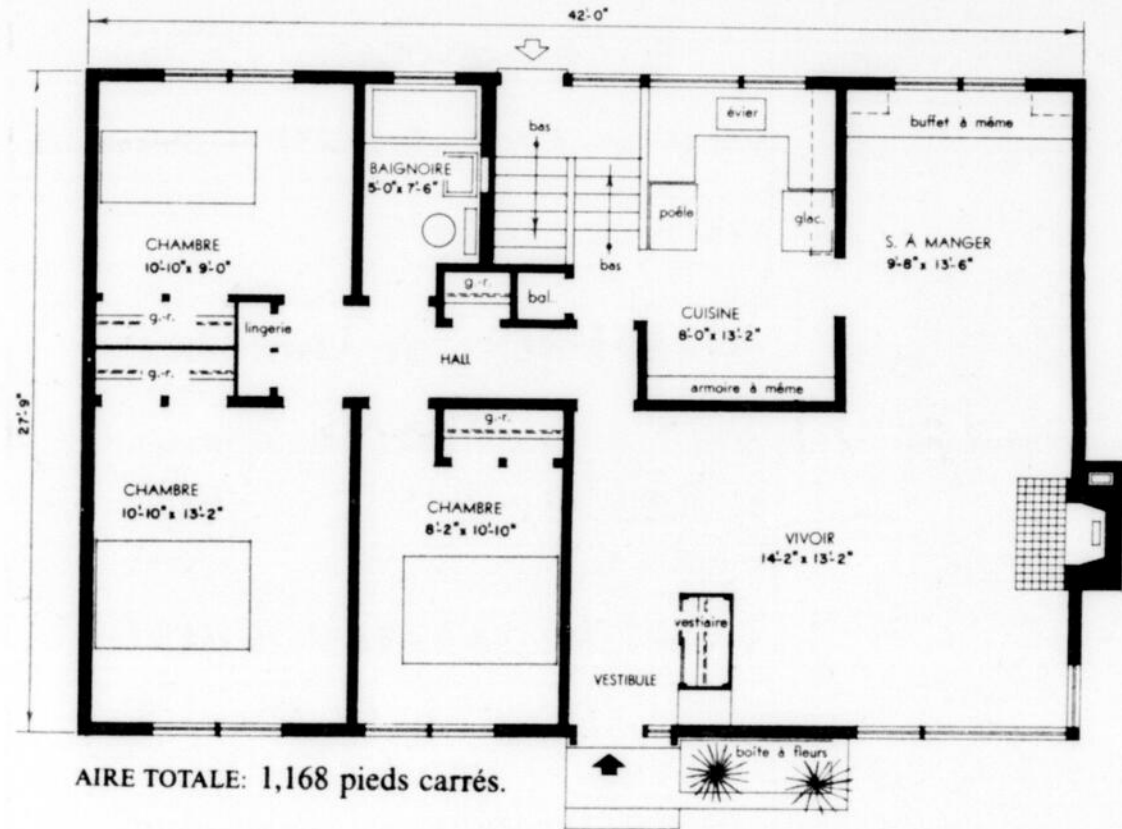 42'-0"
bas
évier
buffet à même
BAIGNOIRE
5'-0" x 7'-6"
poêle
glac.
CHAMBRE
10'-10" x 9'-0"
S. À MANGER
9'-8" x 13'-6"
bas
g.-r.
bal.
CUISINE
8'-0" x 13'-2"
g.-r.
lingerie
HALL
g.-r.
armoire à même
27'-9"
g.-r.
CHAMBRE
10'-10" x 13'-2"
CHAMBRE
8'-2" x 10'-10"
VIVOIR
14'-2" x 13'-2"
vestiaire
VESTIBULE
boîte à fleurs
AIRE TOTALE: 1,168 pieds carrés.